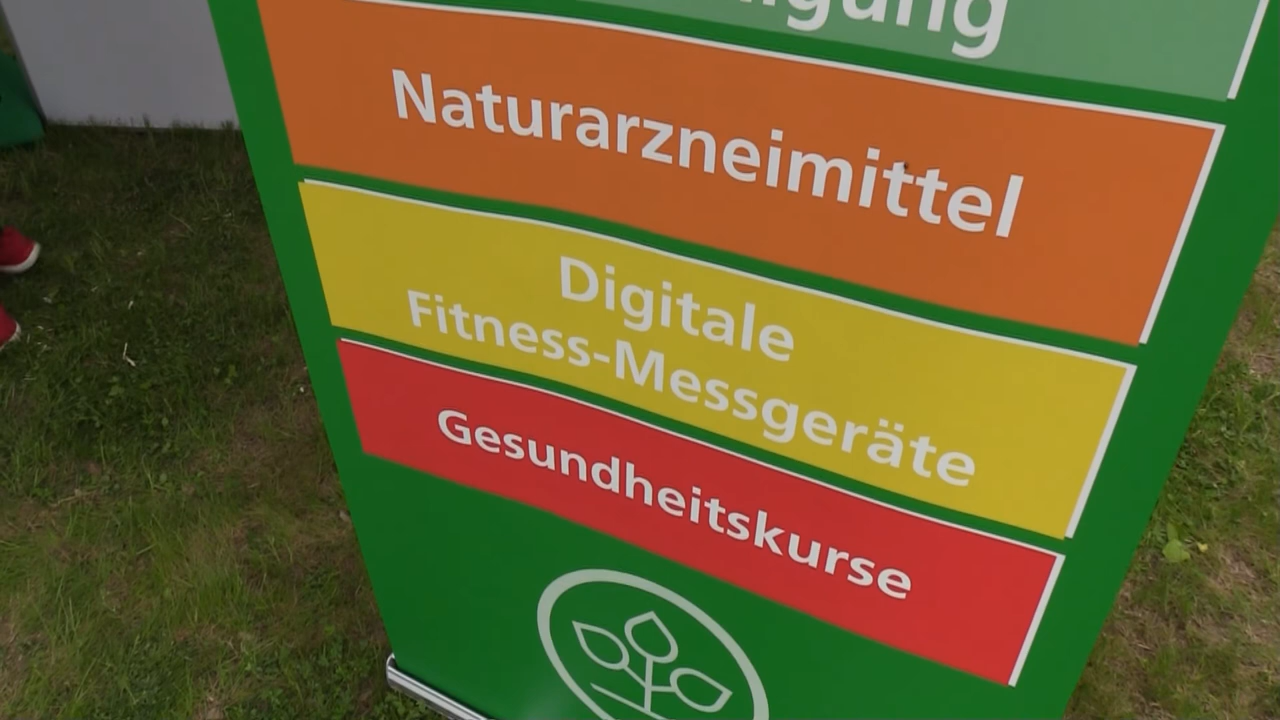 Naturarzneimittel
Digitale
Fitness-Messgeräte
Gesundheitskurse